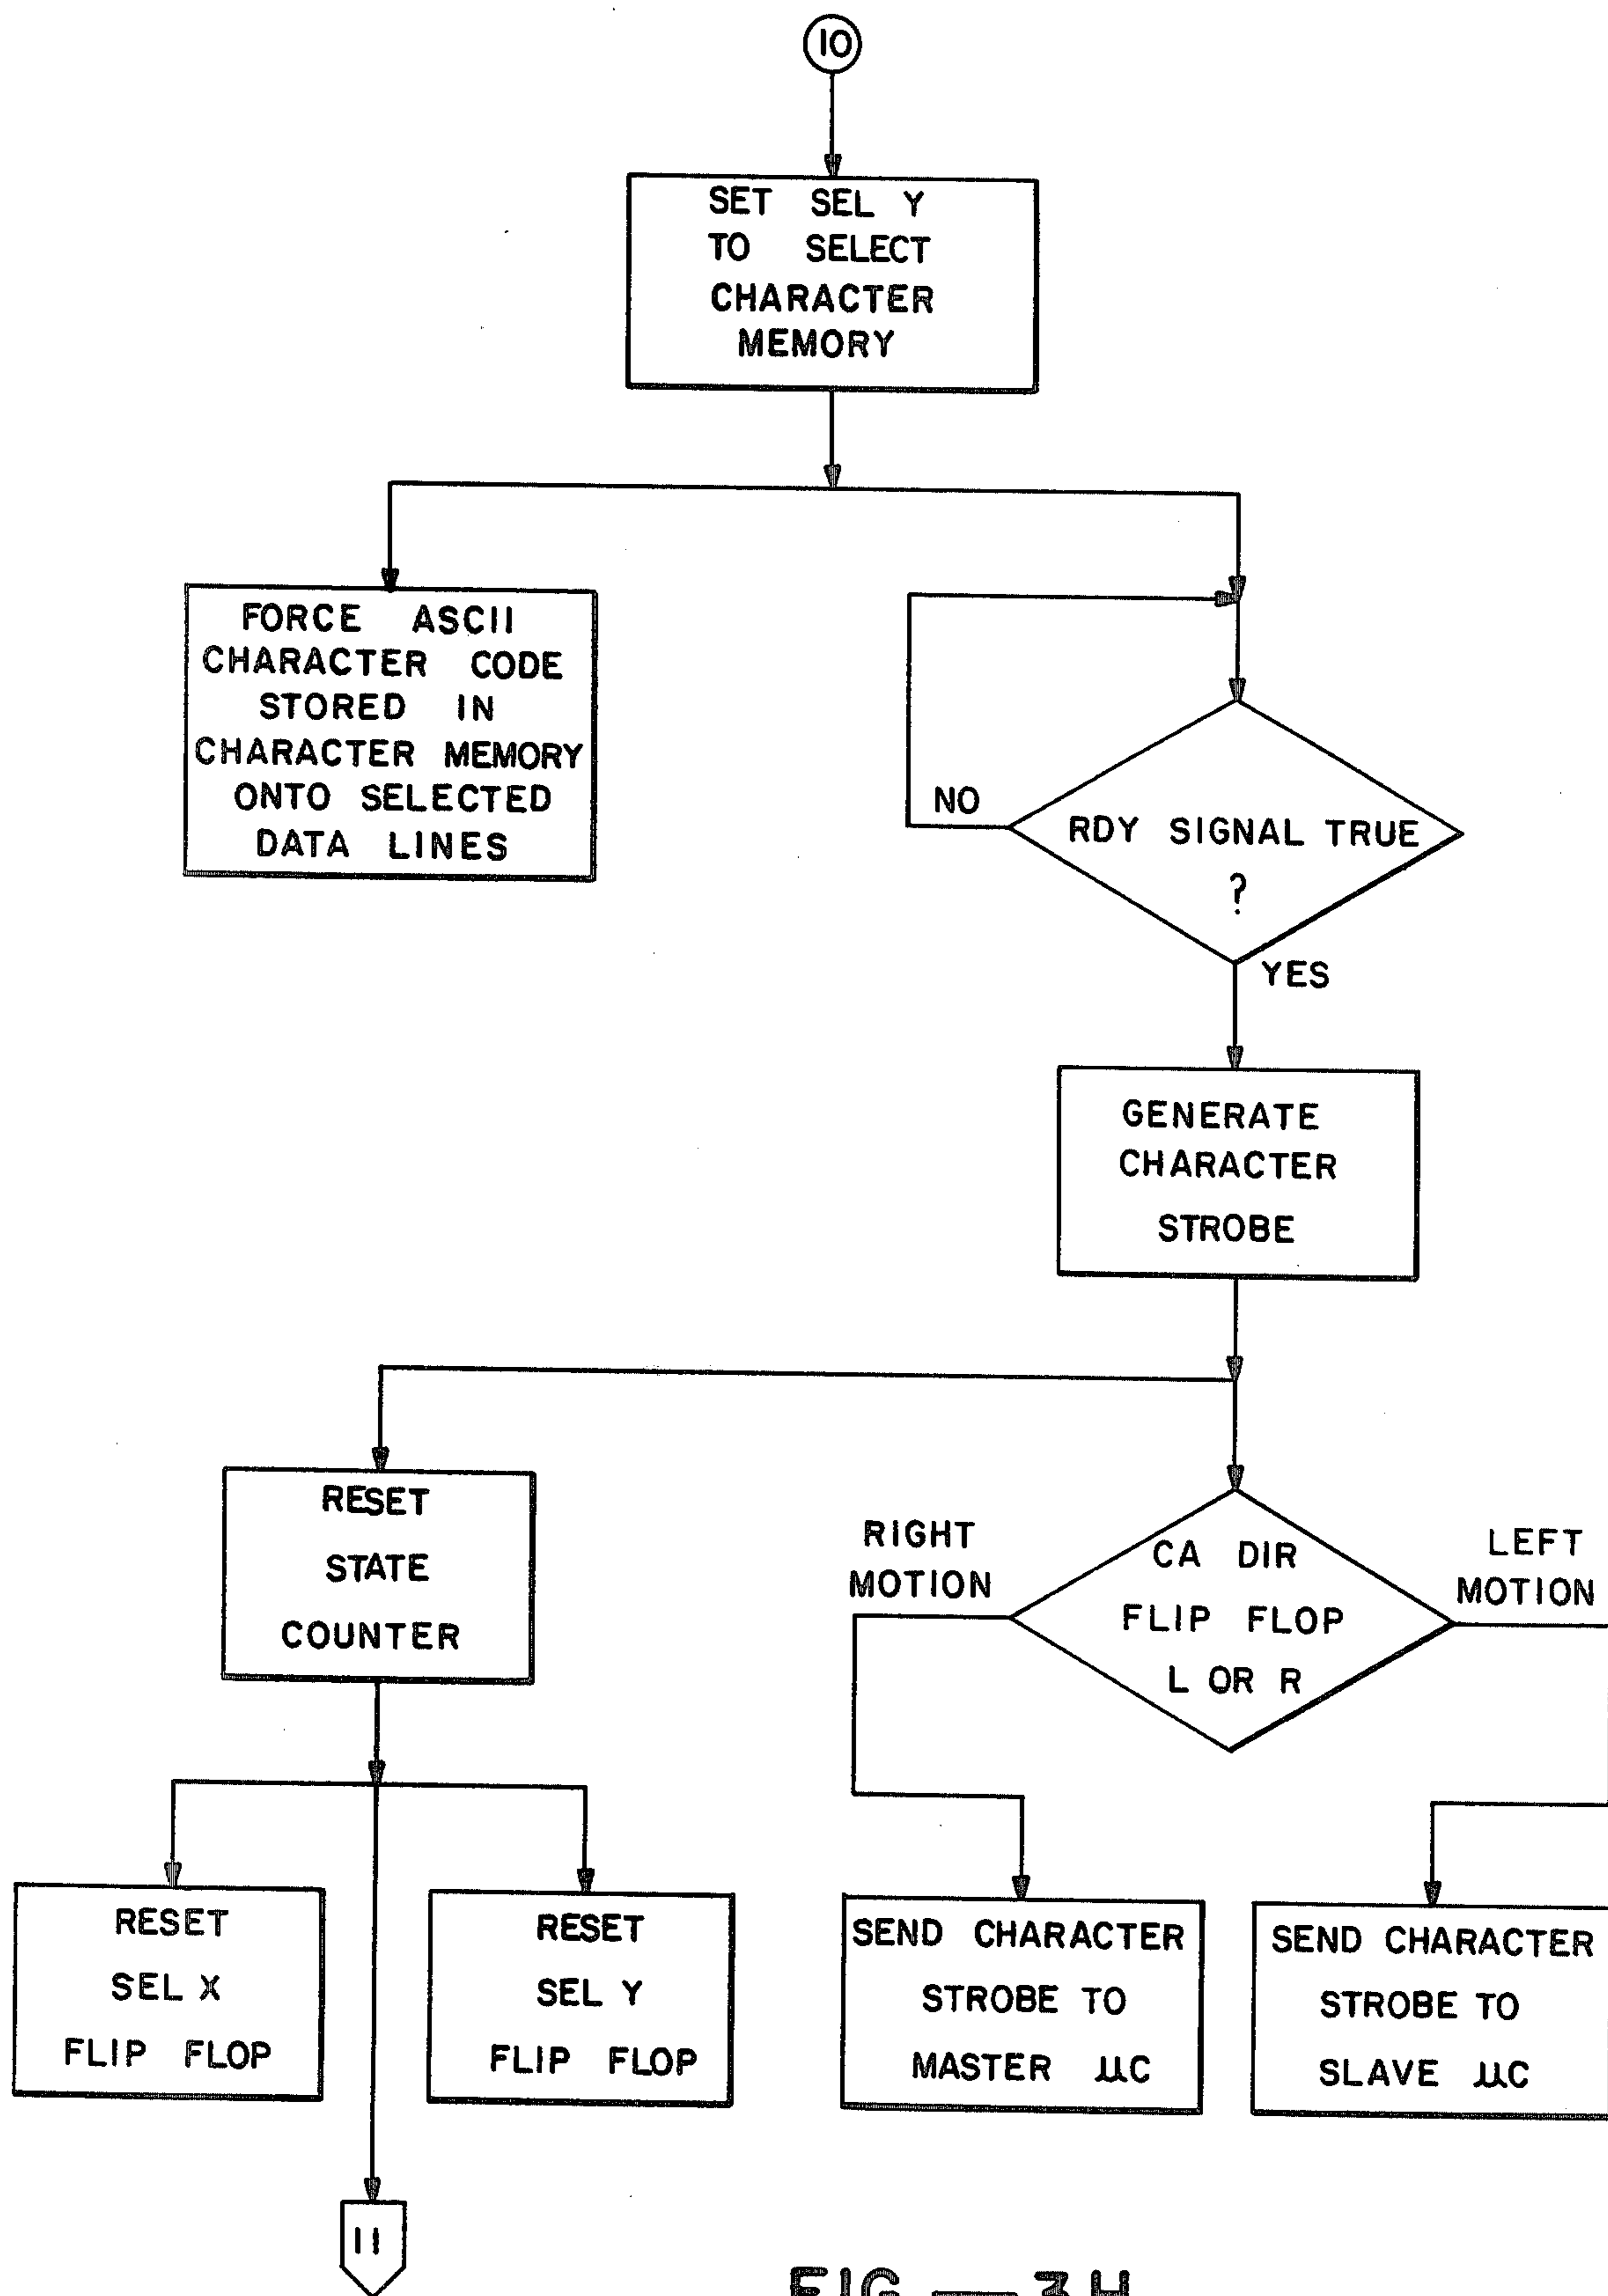 10
SET SEL Y
TO SELECT
CHARACTER
MEMORY
FORCE ASCII
CHARACTER CODE
STORED IN
CHARACTER MEMORY
ONTO SELECTED
DATA LINES
NO
RDY SIGNAL TRUE
?
YES
GENERATE
CHARACTER
STROBE
RESET
STATE
COUNTER
RIGHT
MOTION
CA DIR
FLIP FLOP
L OR R
LEFT
MOTION
RESET
SEL X
FLIP FLOP
RESET
SEL Y
FLIP FLOP
SEND CHARACTER
STROBE TO
MASTER μC
SEND CHARACTER
STROBE TO
SLAVE μC
11
FIG — 3H